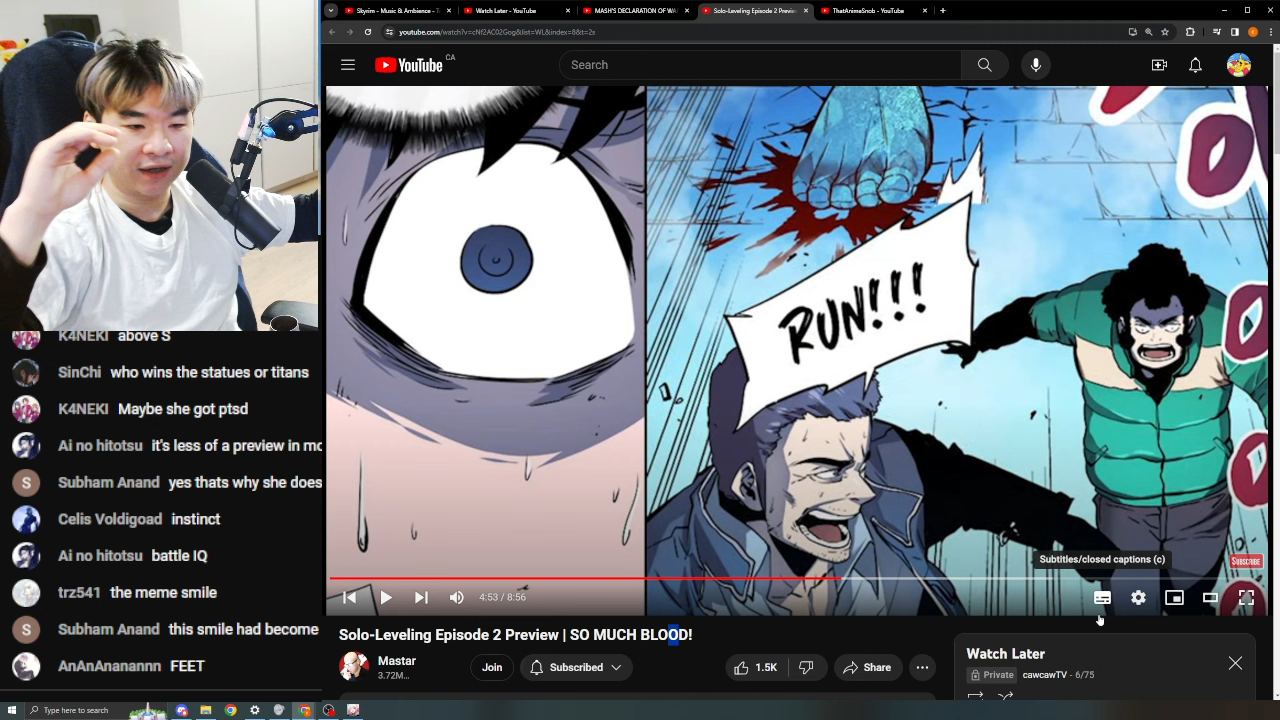 Skyrim - Music & Ambience - T
Watch Later - YouTube
MASH'S DECLARATION OF WA
Solo-Leveling Episode 2 Previe
ThatAnimeSnob - YouTube
youtube.com/watch?v=cNf2AC02Gog&list=WL&index=8&t=2s
YouTube CA
Search
RUN!!!
K4NEKI above S
SinChi who wins the statues or titans
K4NEKI Maybe she got ptsd
Ai no hitotsu it's less of a preview in mo
Subham Anand yes thats why she does
Celis Voldigoad instinct
Ai no hitotsu battle IQ
trz541 the meme smile
Subham Anand this smile had become
AnAnAnanannn FEET
Subtitles/closed captions (c)
SUBSCRIBE
4:53 / 8:56
Solo-Leveling Episode 2 Preview | SO MUCH BLOOD!
Mastar
3.72M...
Join
Subscribed
1.5K
Share
Watch Later
Private
cawcawTV - 6/75
Type here to search